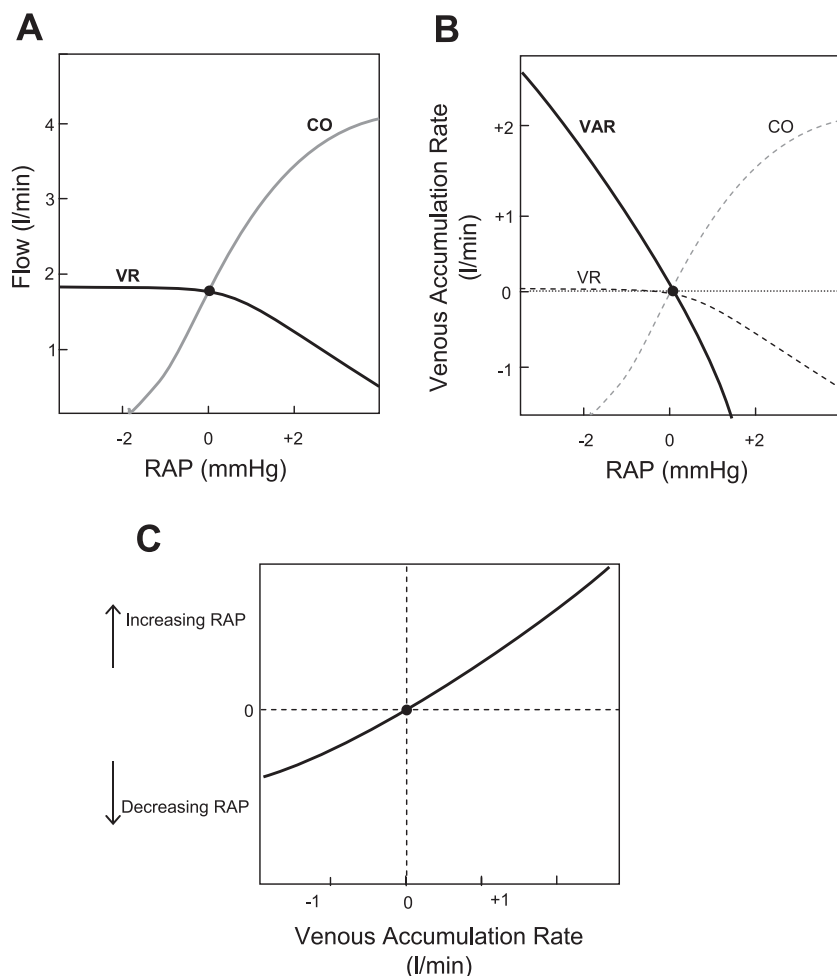 A
Flow (l/min)
4
3
2
1
CO
VR
-2
0
+2
RAP (mmHg)
B
Venous Accumulation Rate
(l/min)
+2
+1
0
-1
VAR
CO
VR
-2
0
+2
RAP (mmHg)
C
Increasing RAP
0
Decreasing RAP
-1
0
+1
Venous Accumulation Rate
(l/min)